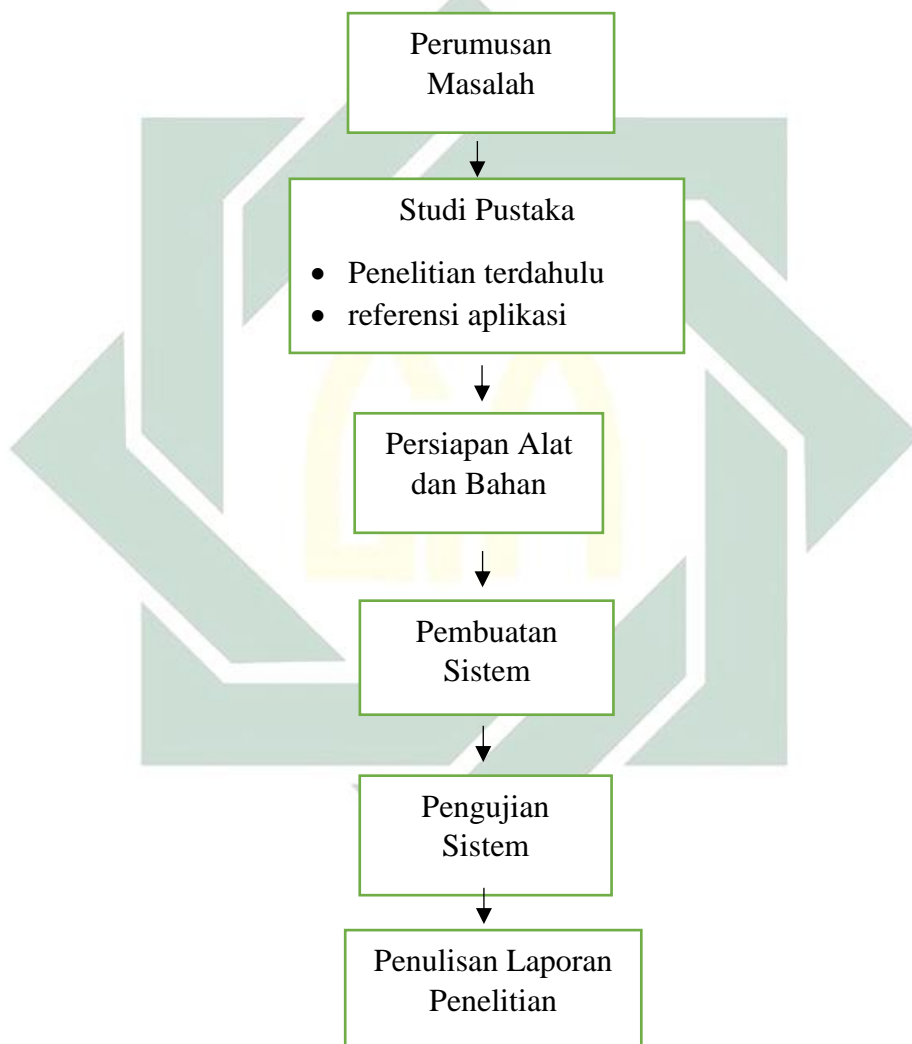 Perumusan
Masalah
Studi Pustaka
• Penelitian terdahulu
• referensi aplikasi
Persiapan Alat
dan Bahan
Pembuatan
Sistem
Pengujian
Sistem
Penulisan Laporan
Penelitian